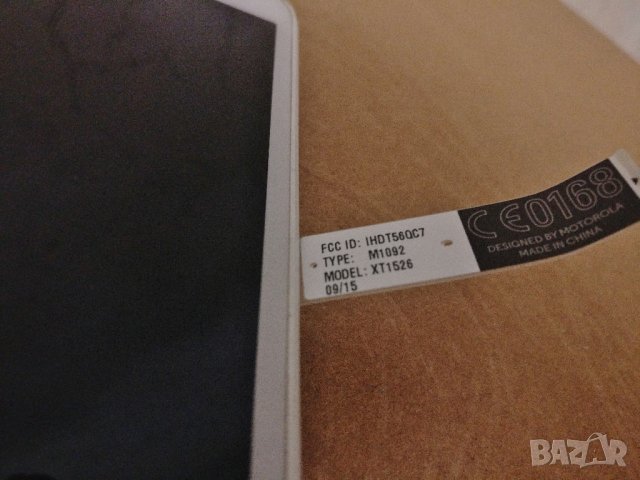 FCC ID: IHDT56QC7
TYPE: M1092
MODEL: XT1526
09/15
CE0168
DESIGNED BY MOTOROLA
MADE IN CHINA
BAZAR